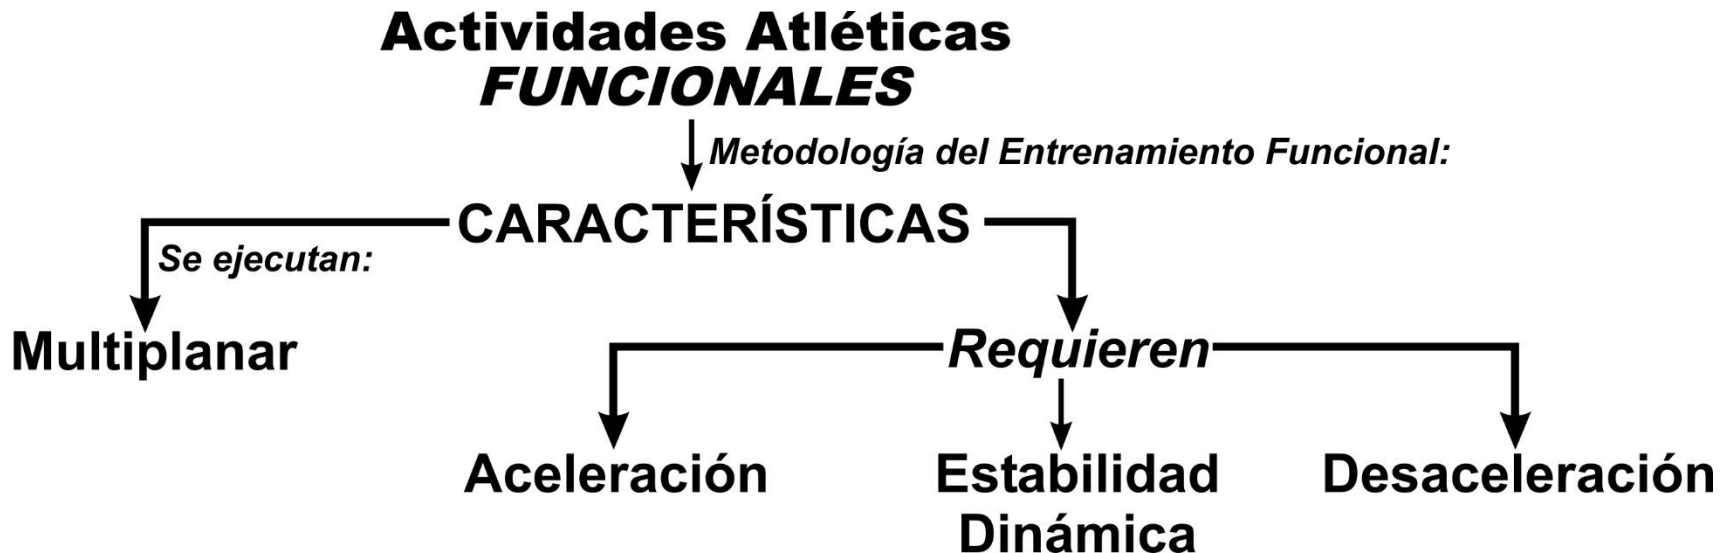 Actividades Atléticas
FUNCIONALES
Metodología del Entrenamiento Funcional:
CARACTERÍSTICAS
Se ejecutan:
Multiplanar
Requieren
Aceleración
Estabilidad
Dinámica
Desaceleración